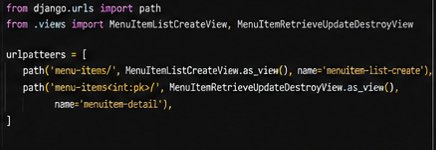 from django.urls import path
from .views import MenuItemListCreateView, MenuItemRetrieveUpdateDestroyView
urlpatteers = [
path('menu-items/', MenuItemListCreateView.as_view(), name='menuitem-list-create'),
path('menu-items<int:pk>/', MenuItemRetrieveUpdateDestroyView.as_view(),
name='menuitem-detail'),
]